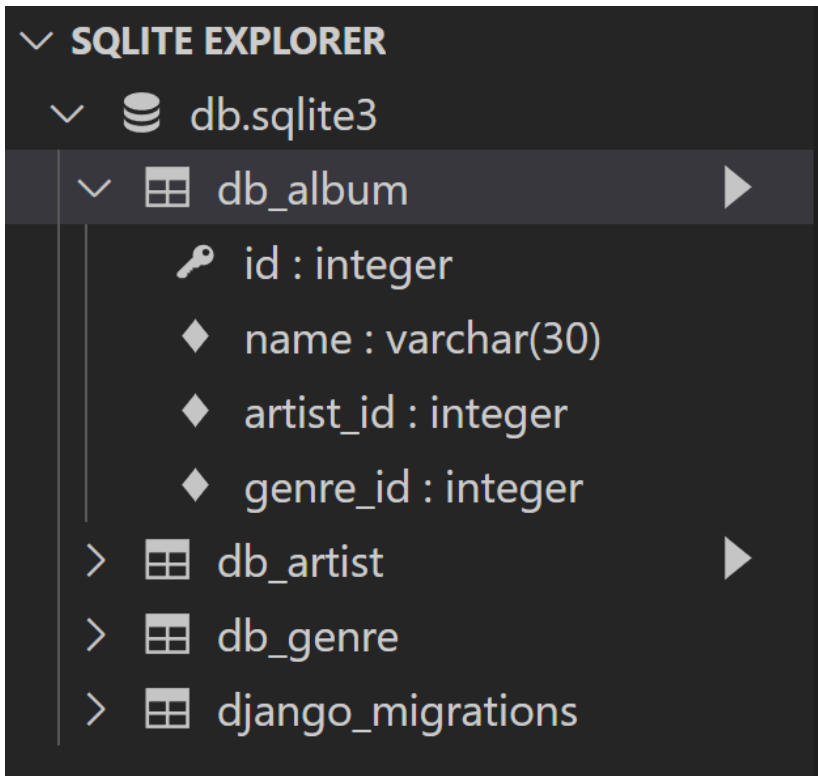 SQLITE EXPLORER
db.sqlite3
db_album
id : integer
name : varchar(30)
artist_id : integer
genre_id : integer
db_artist
db_genre
django_migrations